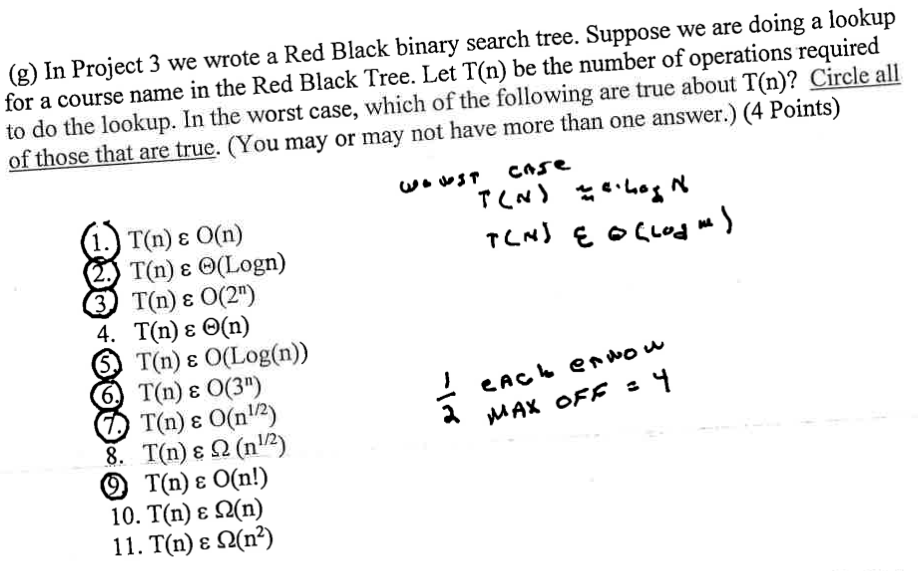 (g) In Project 3 we wrote a Red Black binary search tree. Suppose we are doing a lookup
for a course name in the Red Black Tree. Let T(n) be the number of operations required
to do the lookup. In the worst case, which of the following are true about T(n)? Circle all
of those that are true. (You may or may not have more than one answer.) (4 Points)
WORST CASE
T(N) ≈ c·Log N
T(N) ε Θ(Log n)
1. T(n) ε O(n)
2. T(n) ε Θ(Logn)
3. T(n) ε O(2ⁿ)
4. T(n) ε Θ(n)
5. T(n) ε O(Log(n))
6. T(n) ε O(3ⁿ)
7. T(n) ε O(n^1/2)
8. T(n) ε Ω (n^1/2)
9. T(n) ε O(n!)
10. T(n) ε Ω(n)
11. T(n) ε Ω(n²)
1/2 EACH ERROR
MAX OFF = 4